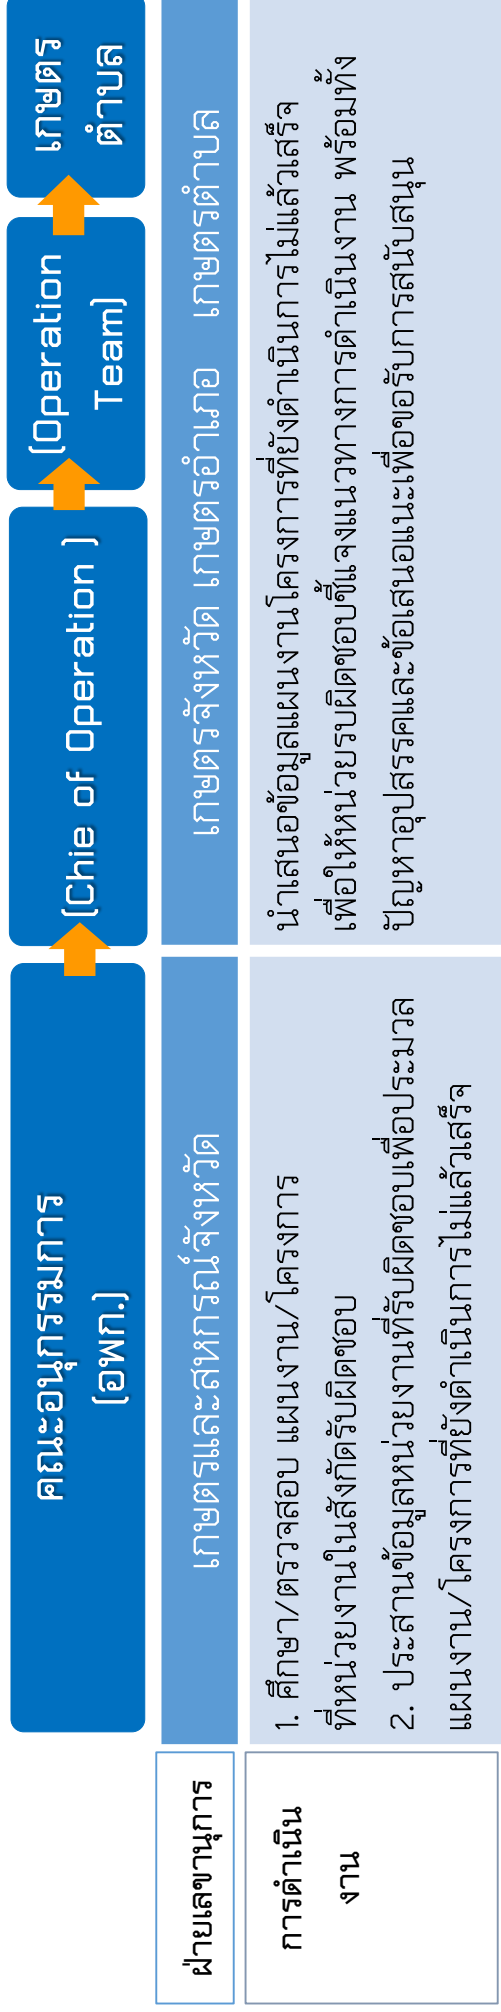 คณะอนุกรรมการ
(อพก.)
(Chie of Operation )
(Operation
Team)
เกษตร
ตำบล
ฝ่ายเลขานุการ
เกษตรและสหกรณ์จังหวัด
เกษตรจังหวัด เกษตรอำเภอ เกษตรตำบล
การดำเนิน
งาน
1. ศึกษา/ตรวจสอบ แผนงาน/โครงการ
ที่หน่วยงานในสังกัดรับผิดชอบ
2. ประสานข้อมูลหน่วยงานที่รับผิดชอบเพื่อประมวล
แผนงาน/โครงการที่ยังดำเนินการไม่แล้วเสร็จ
นำเสนอข้อมูลแผนงานโครงการที่ยังดำเนินการไม่แล้วเสร็จ
เพื่อให้หน่วยรบผิดชอบชี้แจงแนวทางการดำเนินงาน พร้อมทั้ง
ปัญหาอุปสรรคและข้อเสนอแนะเพื่อขอรับการสนับสนุน